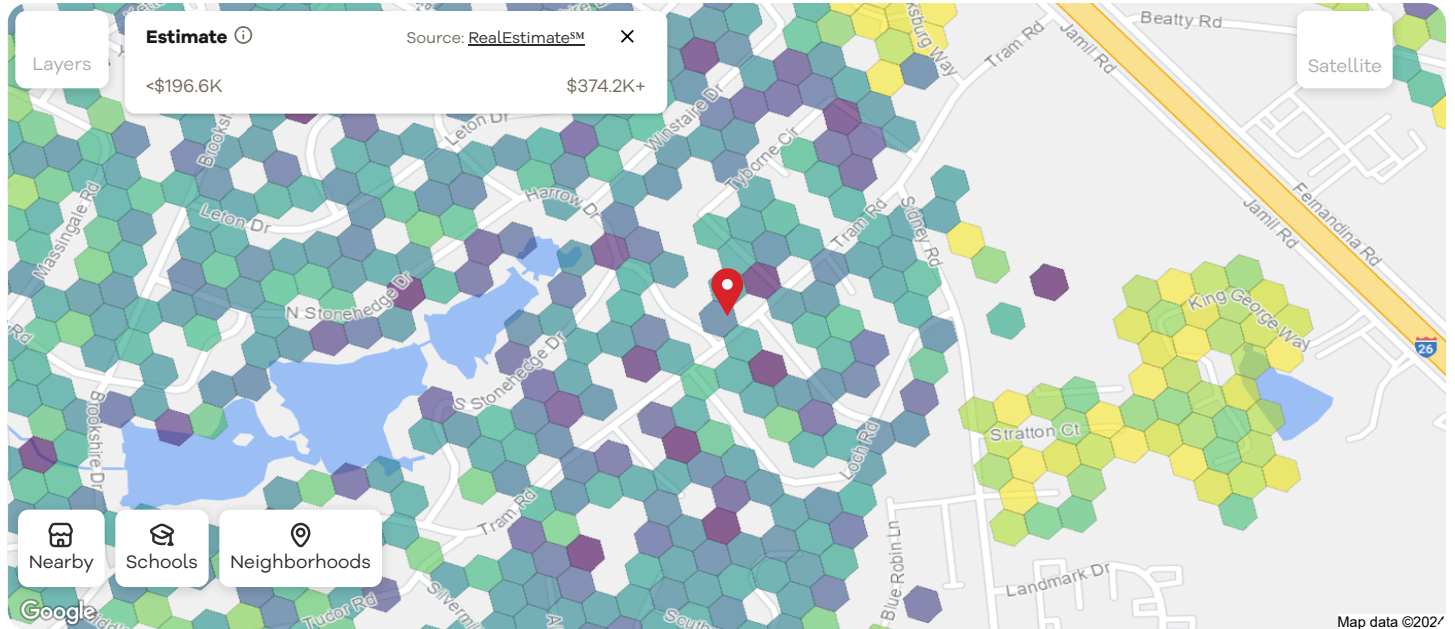 Layers
Estimate
Source: RealEstimate℠
<$196.6K
$374.2K+
Satellite
Beatty Rd
Tram Rd
Jamil Rd
Leton Dr
Winstaire Dr
Tyborne Cir
Massingale Rd
Leton Dr
Harrow Dr
Tram Rd
Sidney Rd
Jamil Rd
Fernandina Rd
N Stonehedge Dr
King George Way
26
S Stonehedge Dr
Brookshire Dr
Stratton Ct
Loch Rd
Tram Rd
Blue Robin Ln
Landmark Dr
Tudor Rd
Nearby
Schools
Neighborhoods
Google
Map data ©2024